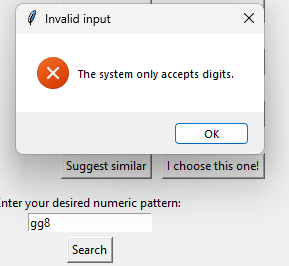 Invalid input
The system only accepts digits.
OK
Suggest similar
I choose this one!
Enter your desired numeric pattern:
gg8
Search